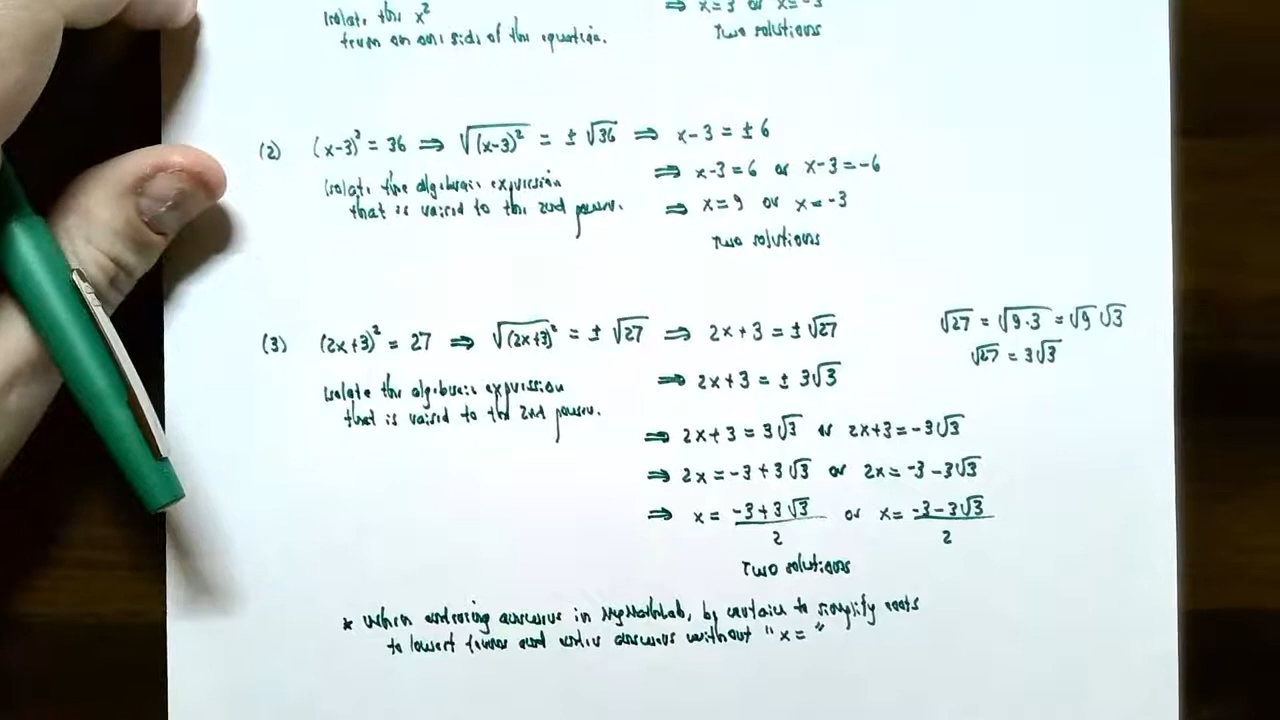 Isolate the x²
term on one side of the equation.
⇒ x=3 or x=-3
Two solutions
(2) (x-3)² = 36 ⇒ √(x-3)² = ± √36 ⇒ x-3 = ± 6
Isolate the algebraic expression
that is raised to the 2nd power.
⇒ x-3=6 or x-3=-6
⇒ x=9 or x=-3
Two solutions
(3) (2x+3)² = 27 ⇒ √(2x+3)² = ± √27 ⇒ 2x+3 = ± √27
√27 = √9·3 = √9 √3
√27 = 3√3
Isolate the algebraic expression
that is raised to the 2nd power.
⇒ 2x+3 = ± 3√3
⇒ 2x+3 = 3√3 or 2x+3 = -3√3
⇒ 2x = -3+3√3 or 2x = -3-3√3
⇒ x = (-3+3√3)/2 or x = (-3-3√3)/2
Two solutions
* When entering answers in MyMathLab, be certain to simplify roots
to lowest terms and enter answers without "x="